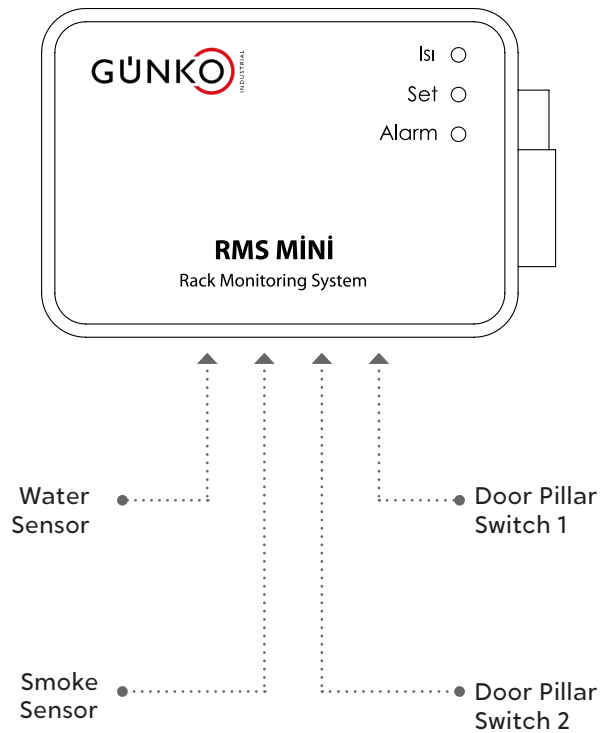 GÜNKO
INDUSTRIAL
Isı
Set
Alarm
RMS MİNİ
Rack Monitoring System
Water
Sensor
Door Pillar
Switch 1
Smoke
Sensor
Door Pillar
Switch 2